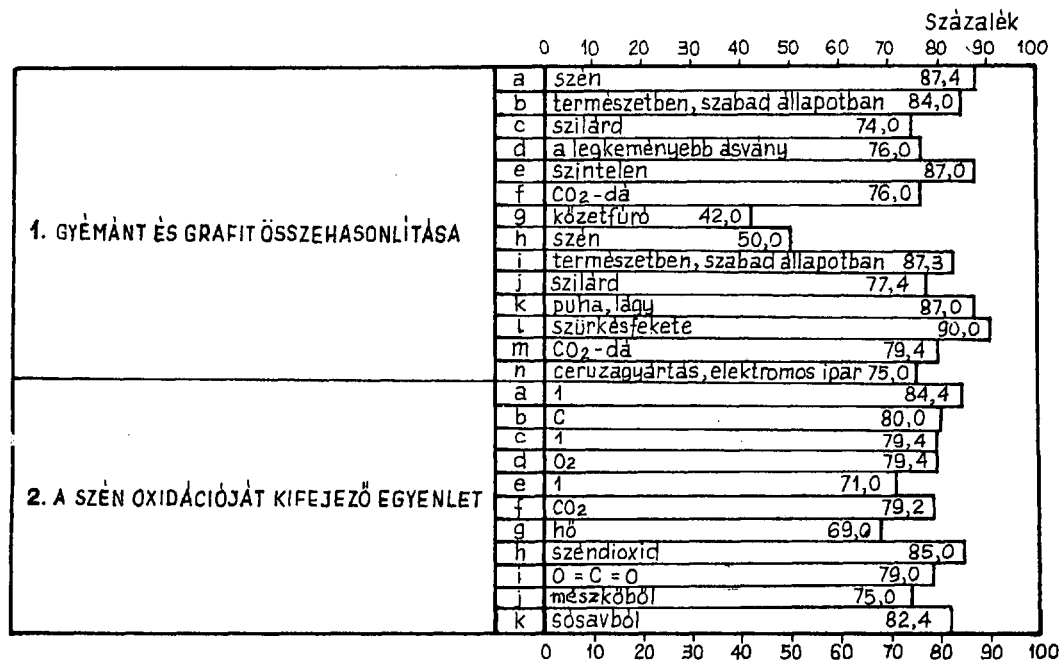 Százalék
0 10 20 30 40 50 60 70 80 90 100
1. GYÉMÁNT ÉS GRAFIT ÖSSZEHASONLÍTÁSA
a szén 87,4
b természetben, szabad állapotban 84,0
c szilárd 74,0
d a legkeményebb ásvány 76,0
e szintelen 87,0
f CO2-dá 76,0
g kőzetfúró 42,0
h szén 50,0
i természetben, szabad állapotban 87,3
j szilárd 77,4
k puha, lágy 87,0
l szürkésfekete 90,0
m CO2-dá 79,4
n ceruzagyártás, elektromos ipar 75,0
2. A SZÉN OXIDÁCIÓJÁT KIFEJEZŐ EGYENLET
a 1 84,4
b C 80,0
c 1 79,4
d O2 79,4
e 1 71,0
f CO2 79,2
g hő 69,0
h széndioxid 85,0
i O = C = O 79,0
j mészkőből 75,0
k sósavból 82,4
0 10 20 30 40 50 60 70 80 90 100